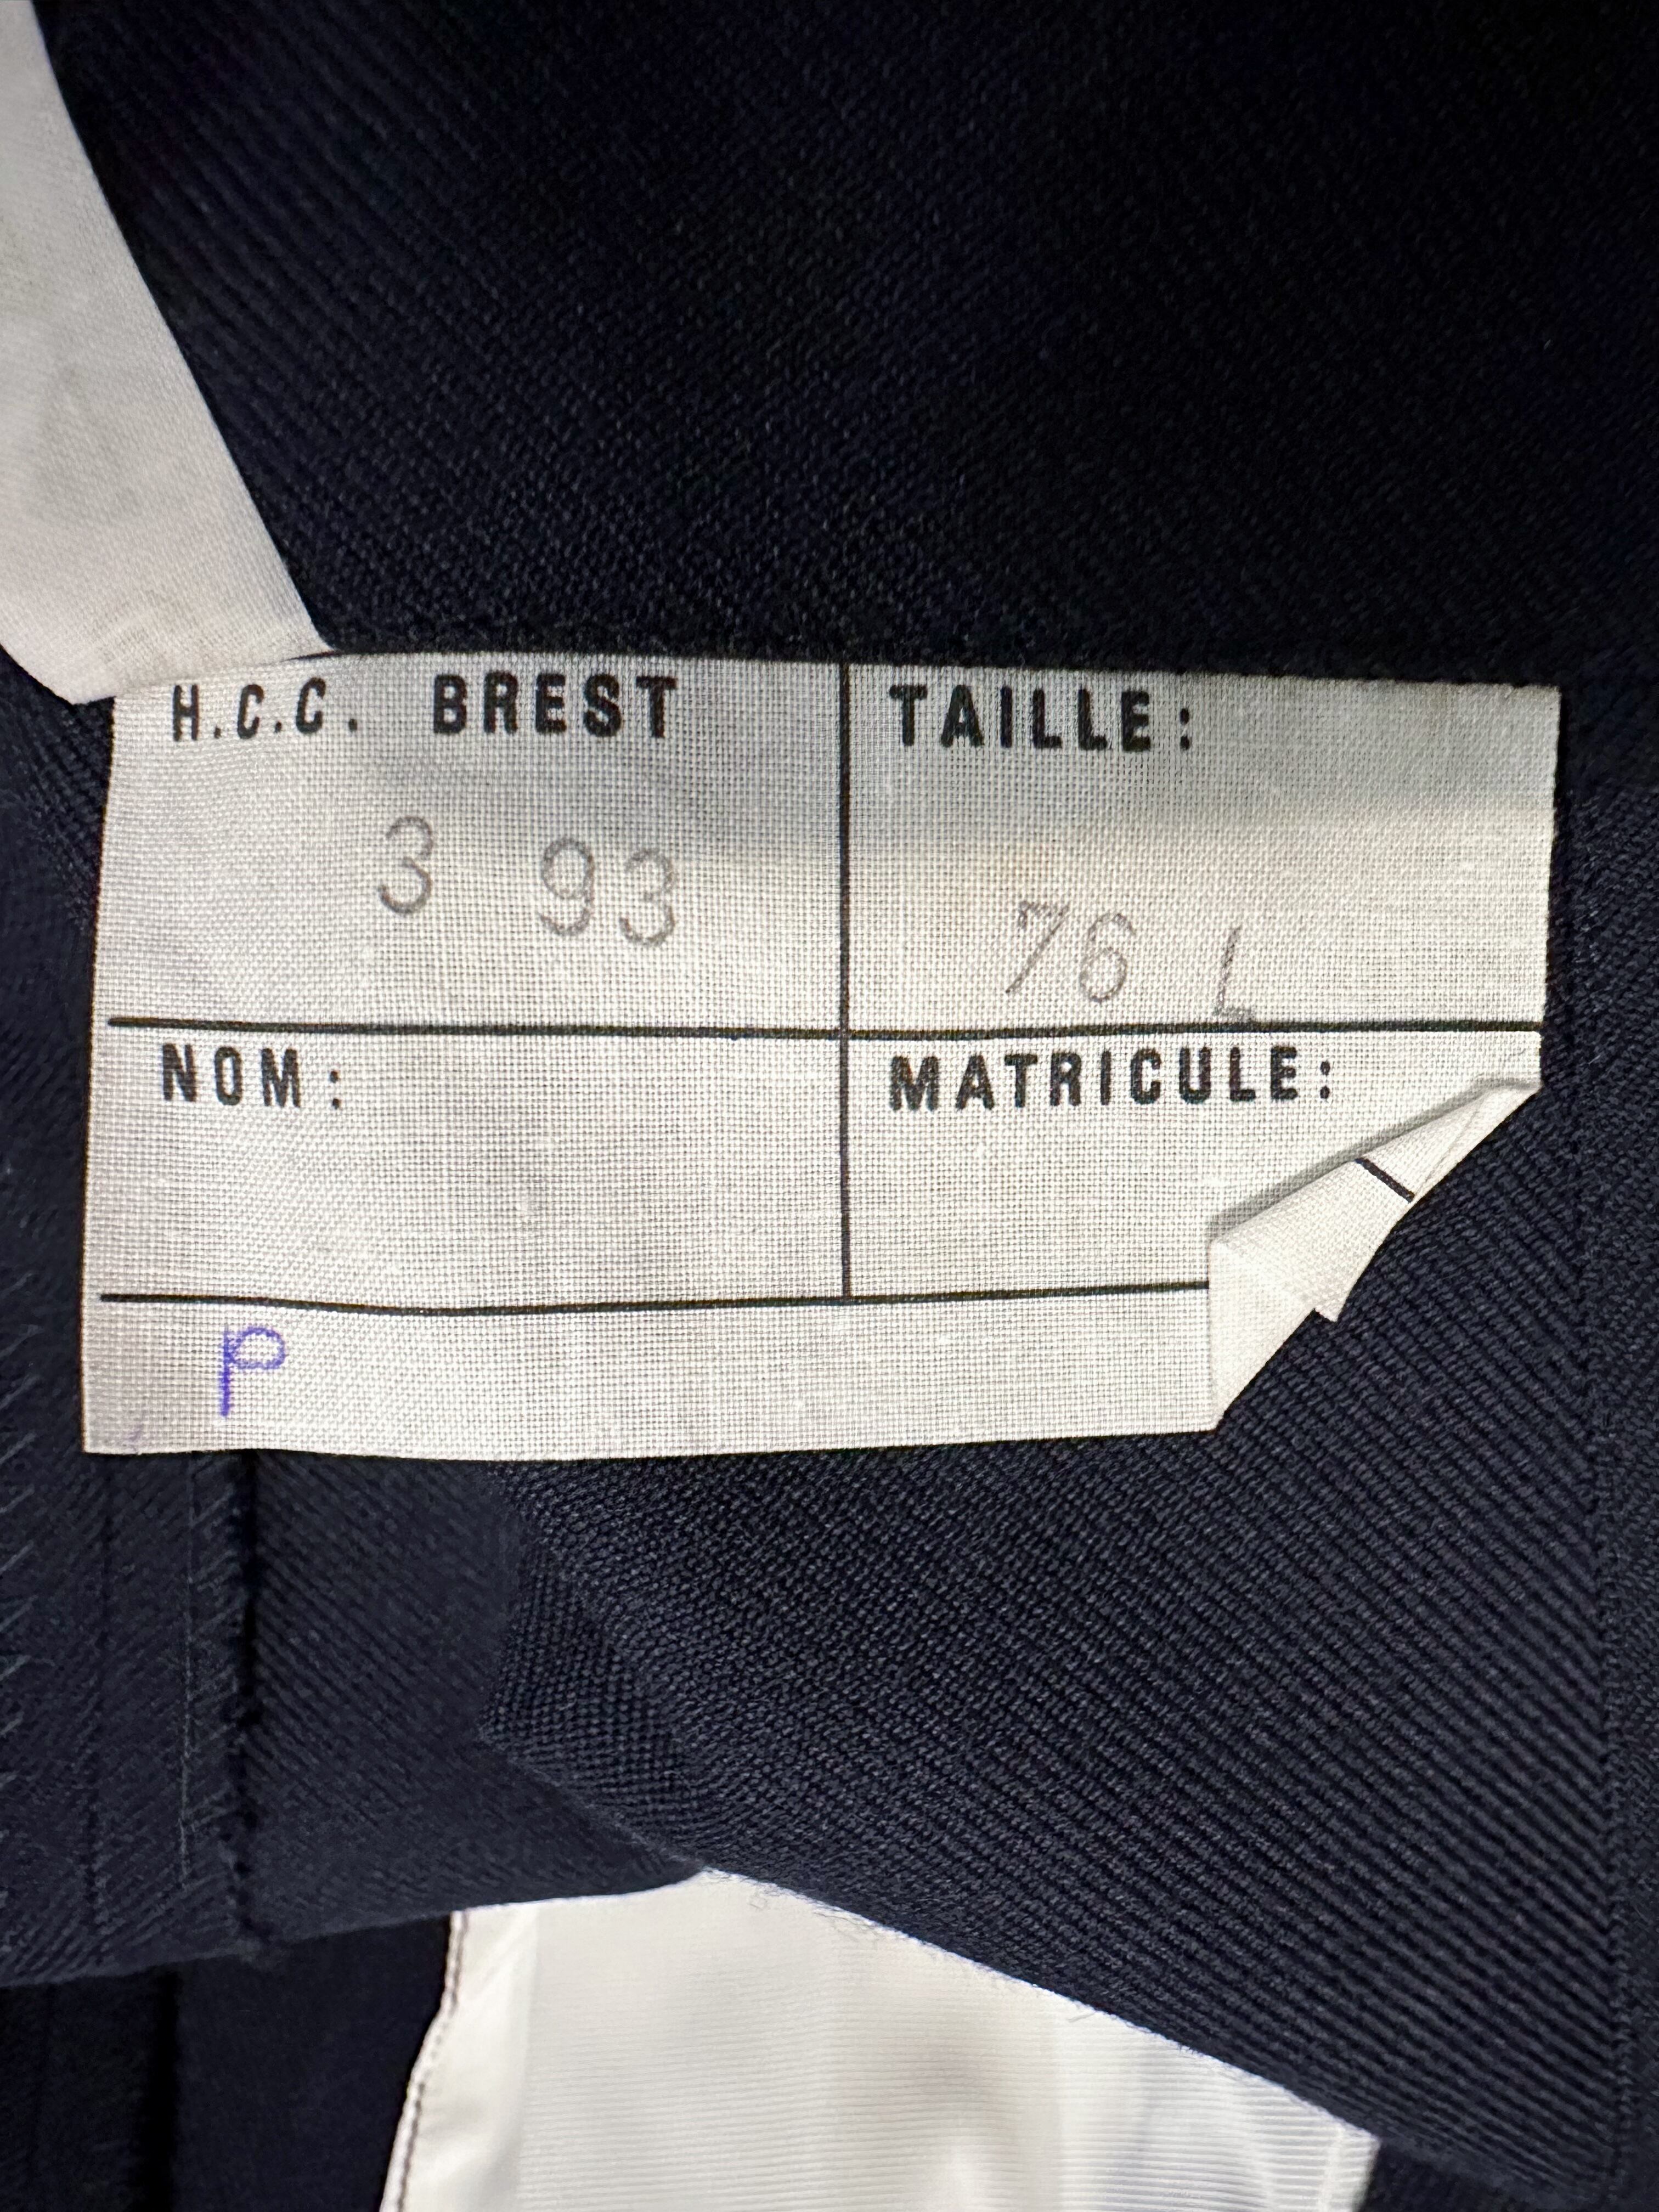 H.C.C. BREST
3 93
TAILLE:
76 L
NOM:
MATRICULE:
P